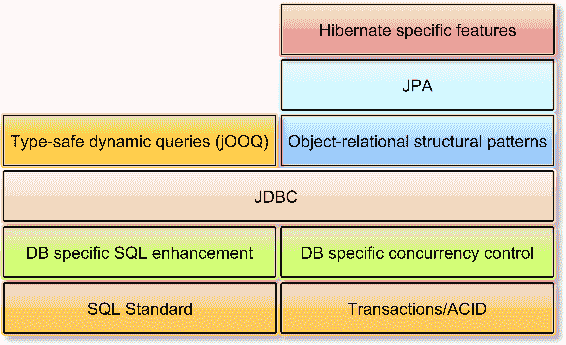 Hibernate specific features
JPA
Type-safe dynamic queries (jOOQ)
Object-relational structural patterns
JDBC
DB specific SQL enhancement
DB specific concurrency control
SQL Standard
Transactions/ACID